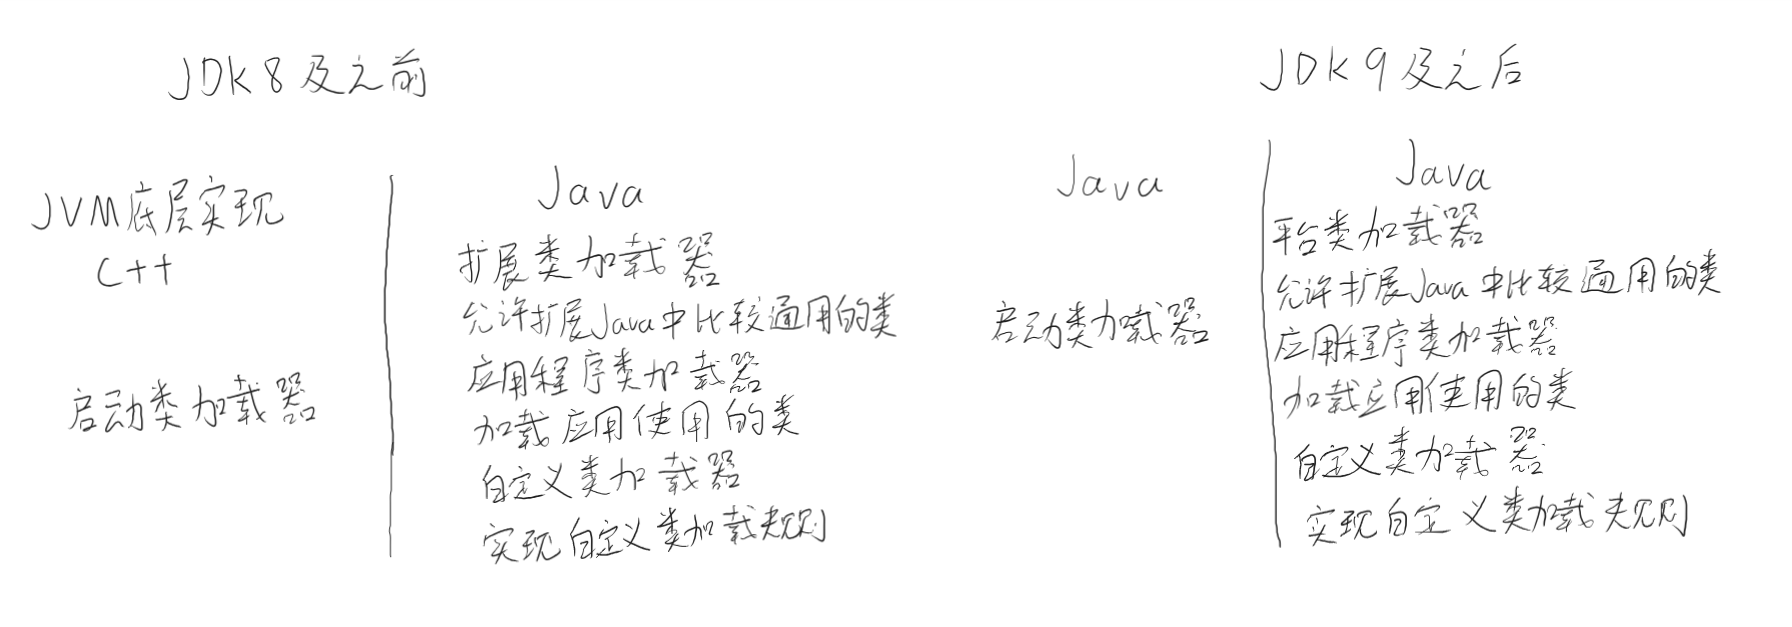 JDK8及之前
JVM底层实现
C++
启动类加载器
Java
扩展类加载器
允许扩展Java中比较通用的类
应用程序类加载器
加载应用使用的类
自定义类加载器
实现自定义类加载规则
JDK9及之后
Java
启动类加载器
Java
平台类加载器
允许扩展Java中比较通用的类
应用程序类加载器
加载应用使用的类
自定义类加载器
实现自定义类加载规则